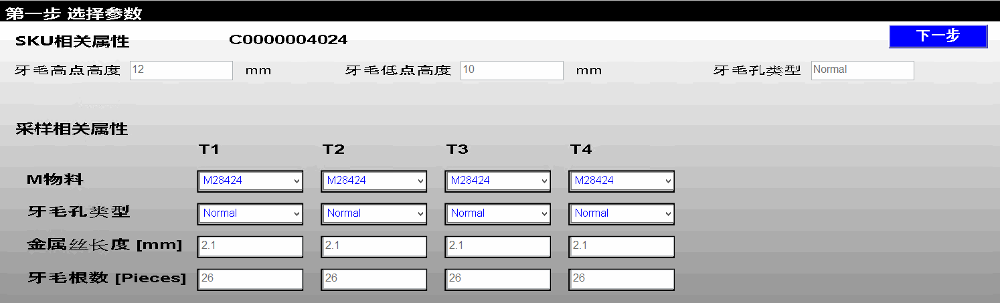 第一步 选择参数
SKU相关属性 C0000004024 下一步
牙毛高点高度 12 mm 牙毛低点高度 10 mm 牙毛孔类型 Normal
采样相关属性
T1 T2 T3 T4
M物料 M28424 M28424 M28424 M28424
牙毛孔类型 Normal Normal Normal Normal
金属丝长度 [mm] 2.1 2.1 2.1 2.1
牙毛根数 [Pieces] 26 26 26 26